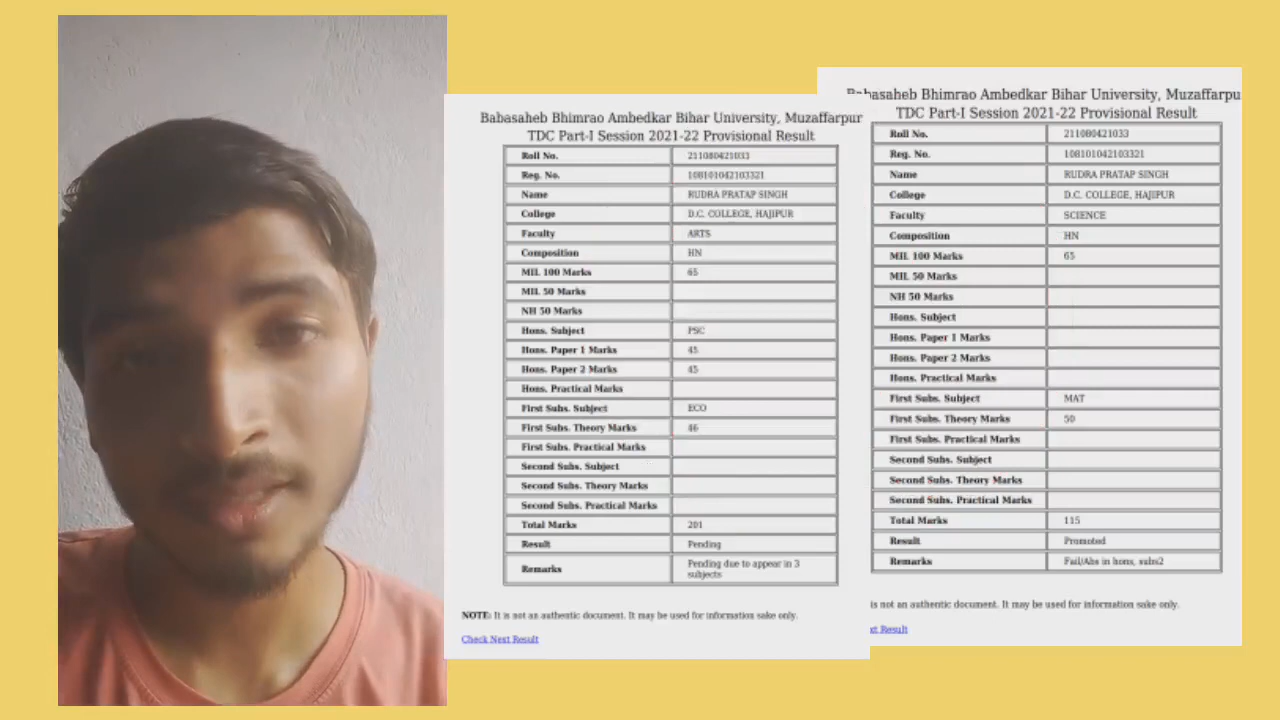 Babasaheb Bhimrao Ambedkar Bihar University, Muzaffarpur
TDC Part-I Session 2021-22 Provisional Result
Roll No. 211080421033
Reg. No. 108101042103321
Name RUDRA PRATAP SINGH
College D.C. COLLEGE, HAJIPUR
Faculty ARTS
Composition HN
MIL 100 Marks 65
MIL 50 Marks
NH 50 Marks
Hons. Subject PSC
Hons. Paper 1 Marks 45
Hons. Paper 2 Marks 45
Hons. Practical Marks
First Subs. Subject ECO
First Subs. Theory Marks 46
First Subs. Practical Marks
Second Subs. Subject
Second Subs. Theory Marks
Second Subs. Practical Marks
Total Marks 201
Result Pending
Remarks Pending due to appear in 3
subjects
NOTE: It is not an authentic document. It may be used for information sake only.
Check Next Result
Babasaheb Bhimrao Ambedkar Bihar University, Muzaffarpu
TDC Part-I Session 2021-22 Provisional Result
Roll No. 211080421033
Reg. No. 108101042103321
Name RUDRA PRATAP SINGH
College D.C. COLLEGE, HAJIPUR
Faculty SCIENCE
Composition HN
MIL 100 Marks 65
MIL 50 Marks
NH 50 Marks
Hons. Subject
Hons. Paper 1 Marks
Hons. Paper 2 Marks
Hons. Practical Marks
First Subs. Subject MAT
First Subs. Theory Marks 50
First Subs. Practical Marks
Second Subs. Subject
Second Subs. Theory Marks
Second Subs. Practical Marks
Total Marks 115
Result Promoted
Remarks Fail/Abs in hons, subs2
is not an authentic document. It may be used for information sake only.
xt Result